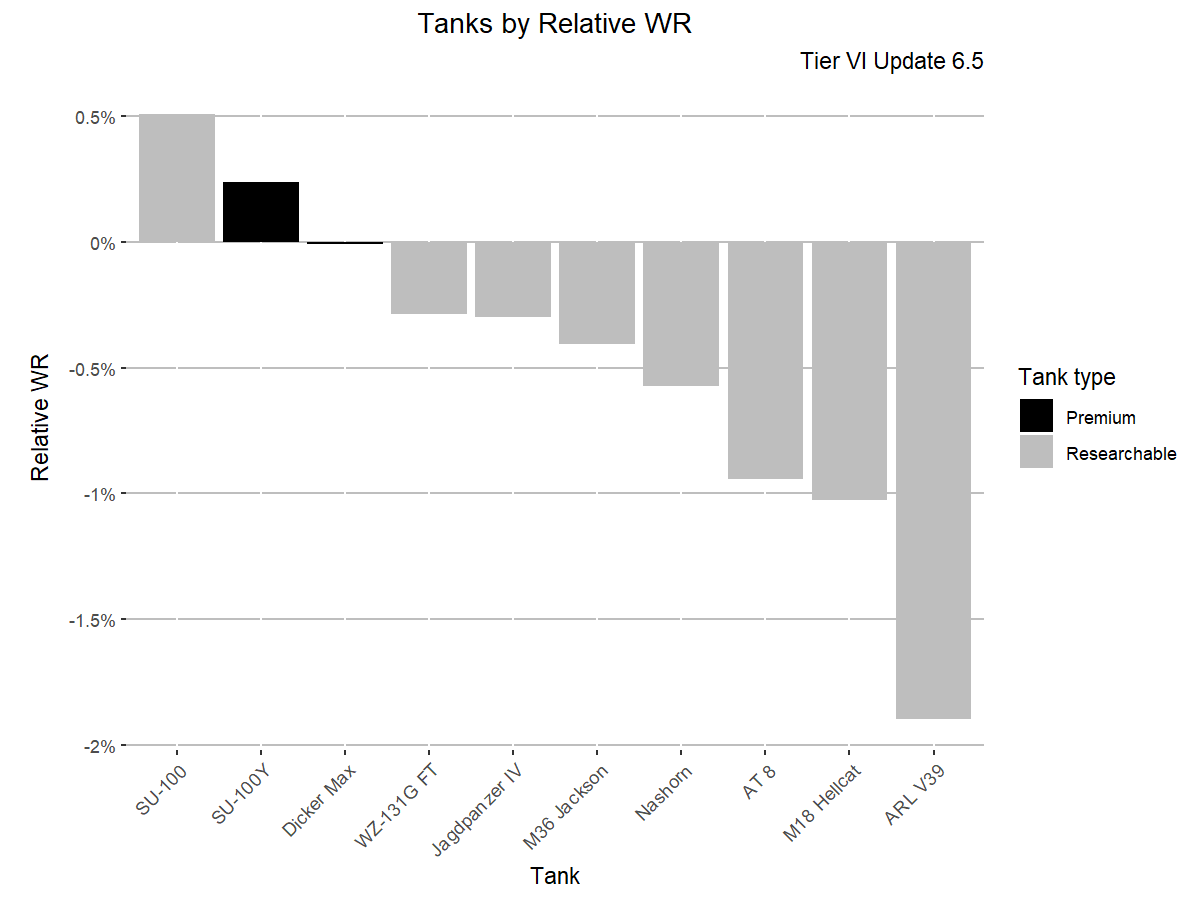 Tanks by Relative WR
Tier VI Update 6.5
0.5%
0%
-0.5%
-1%
-1.5%
-2%
Relative WR
SU-100
SU-100Y
Dicker Max
WZ-131G FT
Jagdpanzer IV
M36 Jackson
Nashorn
AT 8
M18 Hellcat
ARL V39
Tank
Tank type
Premium
Researchable